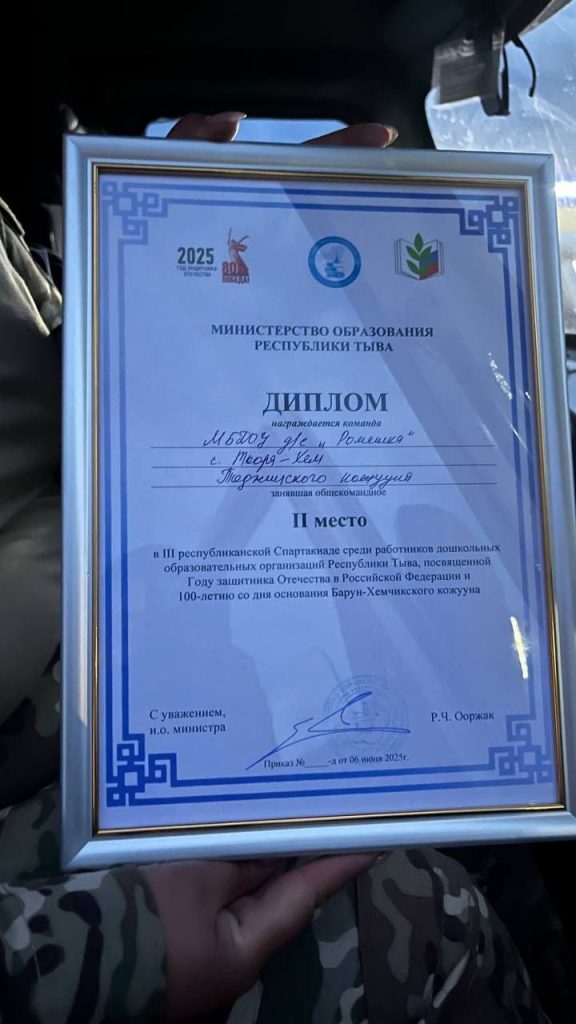 2025
ГОД ЗАЩИТНИКА
ОТЕЧЕСТВА
80
ПОБЕДА!
МИНИСТЕРСТВО ОБРАЗОВАНИЯ
РЕСПУБЛИКИ ТЫВА
ДИПЛОМ
награждается команда
МБДОУ д/с „Ромашка"
с. Тоора-Хем
Тоджинского кожууна
занявшая общекомандное
II место
в III республиканской Спартакиаде среди работников дошкольных
образовательных организаций Республики Тыва, посвященной
Году защитника Отечества в Российской Федерации и
100-летию со дня основания Барун-Хемчикского кожууна
С уважением,
и.о. министра
Р.Ч. Ооржак
Приказ №_____-д от 06 июня 2025г.